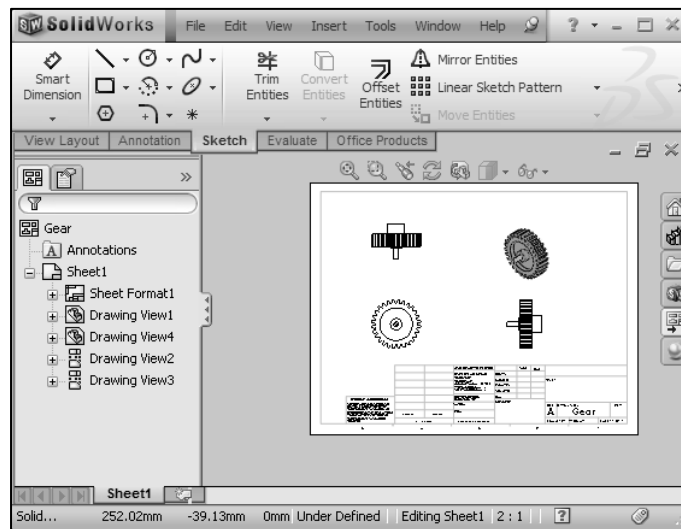 SolidWorks File Edit View Insert Tools Window Help ?
Smart Dimension
Trim Entities
Convert Entities
Offset Entities
Mirror Entities
Linear Sketch Pattern
Move Entities
View Layout Annotation Sketch Evaluate Office Products
Gear
A Annotations
Sheet1
Sheet Format1
Drawing View1
Drawing View4
Drawing View2
Drawing View3
A Gear
Sheet1
Solid... 252.02mm -39.13mm 0mm Under Defined Editing Sheet1 2 : 1 ?